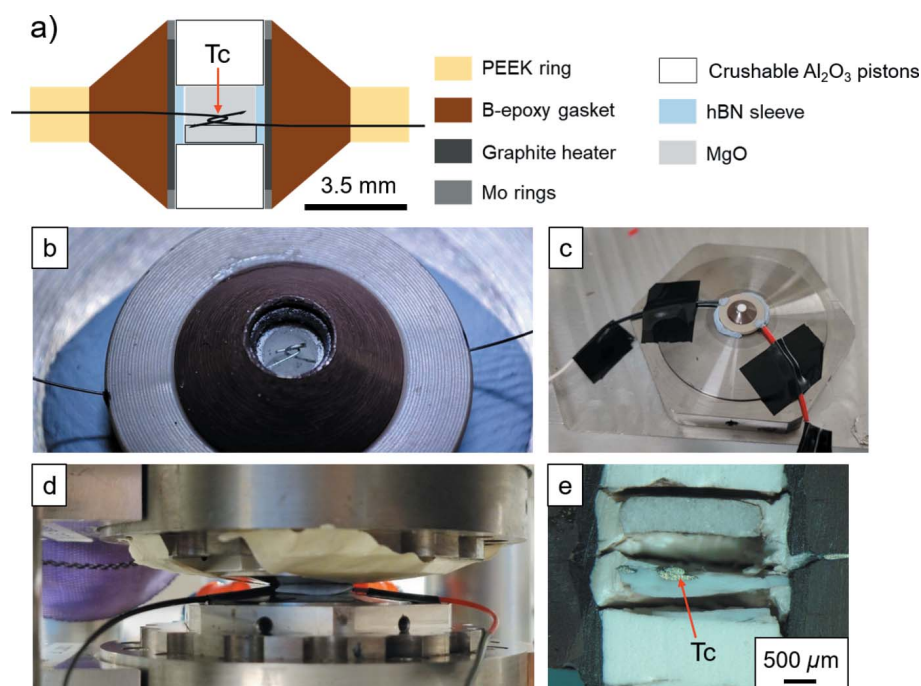 a)
Tc
PEEK ring
B-epoxy gasket
Graphite heater
Mo rings
3.5 mm
Crushable Al₂O₃ pistons
hBN sleeve
MgO
b
c
d
e
Tc
500 µm